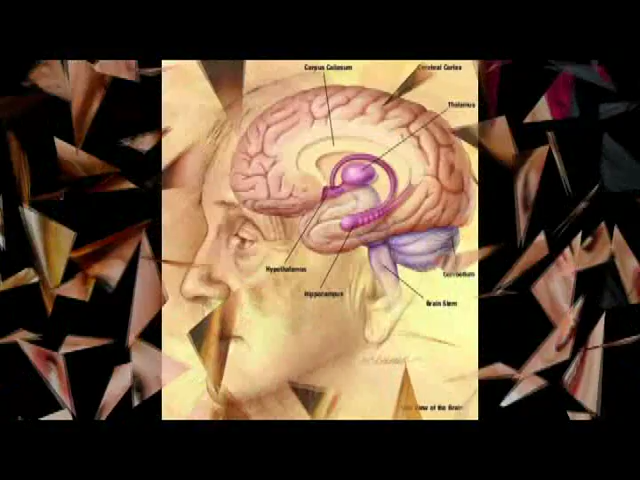 Corpus Callosum
Cerebral Cortex
Thalamus
Hypothalamus
Hippocampus
Cerebellum
Brain Stem
View of the Brain